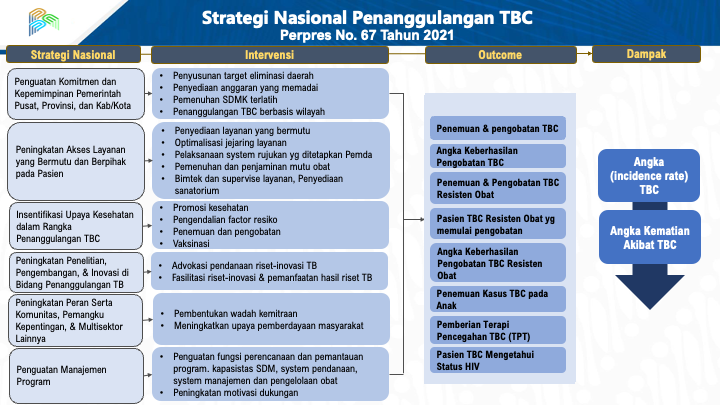 Strategi Nasional Penanggulangan TBC
Perpres No. 67 Tahun 2021
Strategi Nasional
Intervensi
Outcome
Dampak
Penguatan Komitmen dan
Kepemimpinan Pemerintah
Pusat, Provinsi, dan Kab/Kota
• Penyusunan target eliminasi daerah
• Penyediaan anggaran yang memadai
• Pemenuhan SDMK terlatih
• Penanggulangan TBC berbasis wilayah
Peningkatan Akses Layanan
yang Bermutu dan Berpihak
pada Pasien
• Penyediaan layanan yang bermutu
• Optimalisasi jejaring layanan
• Pelaksanaan system rujukan yg ditetapkan Pemda
• Pemenuhan dan penjaminan mutu obat
• Bimtek dan supervise layanan, Penyediaan
sanatorium
Insentifikasi Upaya Kesehatan
dalam Rangka
Penanggulangan TBC
• Promosi kesehatan
• Pengendalian factor resiko
• Penemuan dan pengobatan
• Vaksinasi
Peningkatan Penelitian,
Pengembangan, & Inovasi di
Bidang Penanggulangan TB
• Advokasi pendanaan riset-inovasi TB
• Fasilitasi riset-inovasi & pemanfaatan hasil riset TB
Peningkatan Peran Serta
Komunitas, Pemangku
Kepentingan, & Multisektor
Lainnya
• Pembentukan wadah kemitraan
• Meningkatkan upaya pemberdayaan masyarakat
Penguatan Manajemen
Program
• Penguatan fungsi perencanaan dan pemantauan
program. kapasistas SDM, system pendanaan,
system manajemen dan pengelolaan obat
• Peningkatan motivasi dukungan
Penemuan & pengobatan TBC
Angka Keberhasilan
Pengobatan TBC
Penemuan & Pengobatan TBC
Resisten Obat
Pasien TBC Resisten Obat yg
memulai pengobatan
Angka Keberhasilan
Pengobatan TBC Resisten
Obat
Penemuan Kasus TBC pada
Anak
Pemberian Terapi
Pencegahan TBC (TPT)
Pasien TBC Mengetahui
Status HIV
Angka
(incidence rate)
TBC
Angka Kematian
Akibat TBC